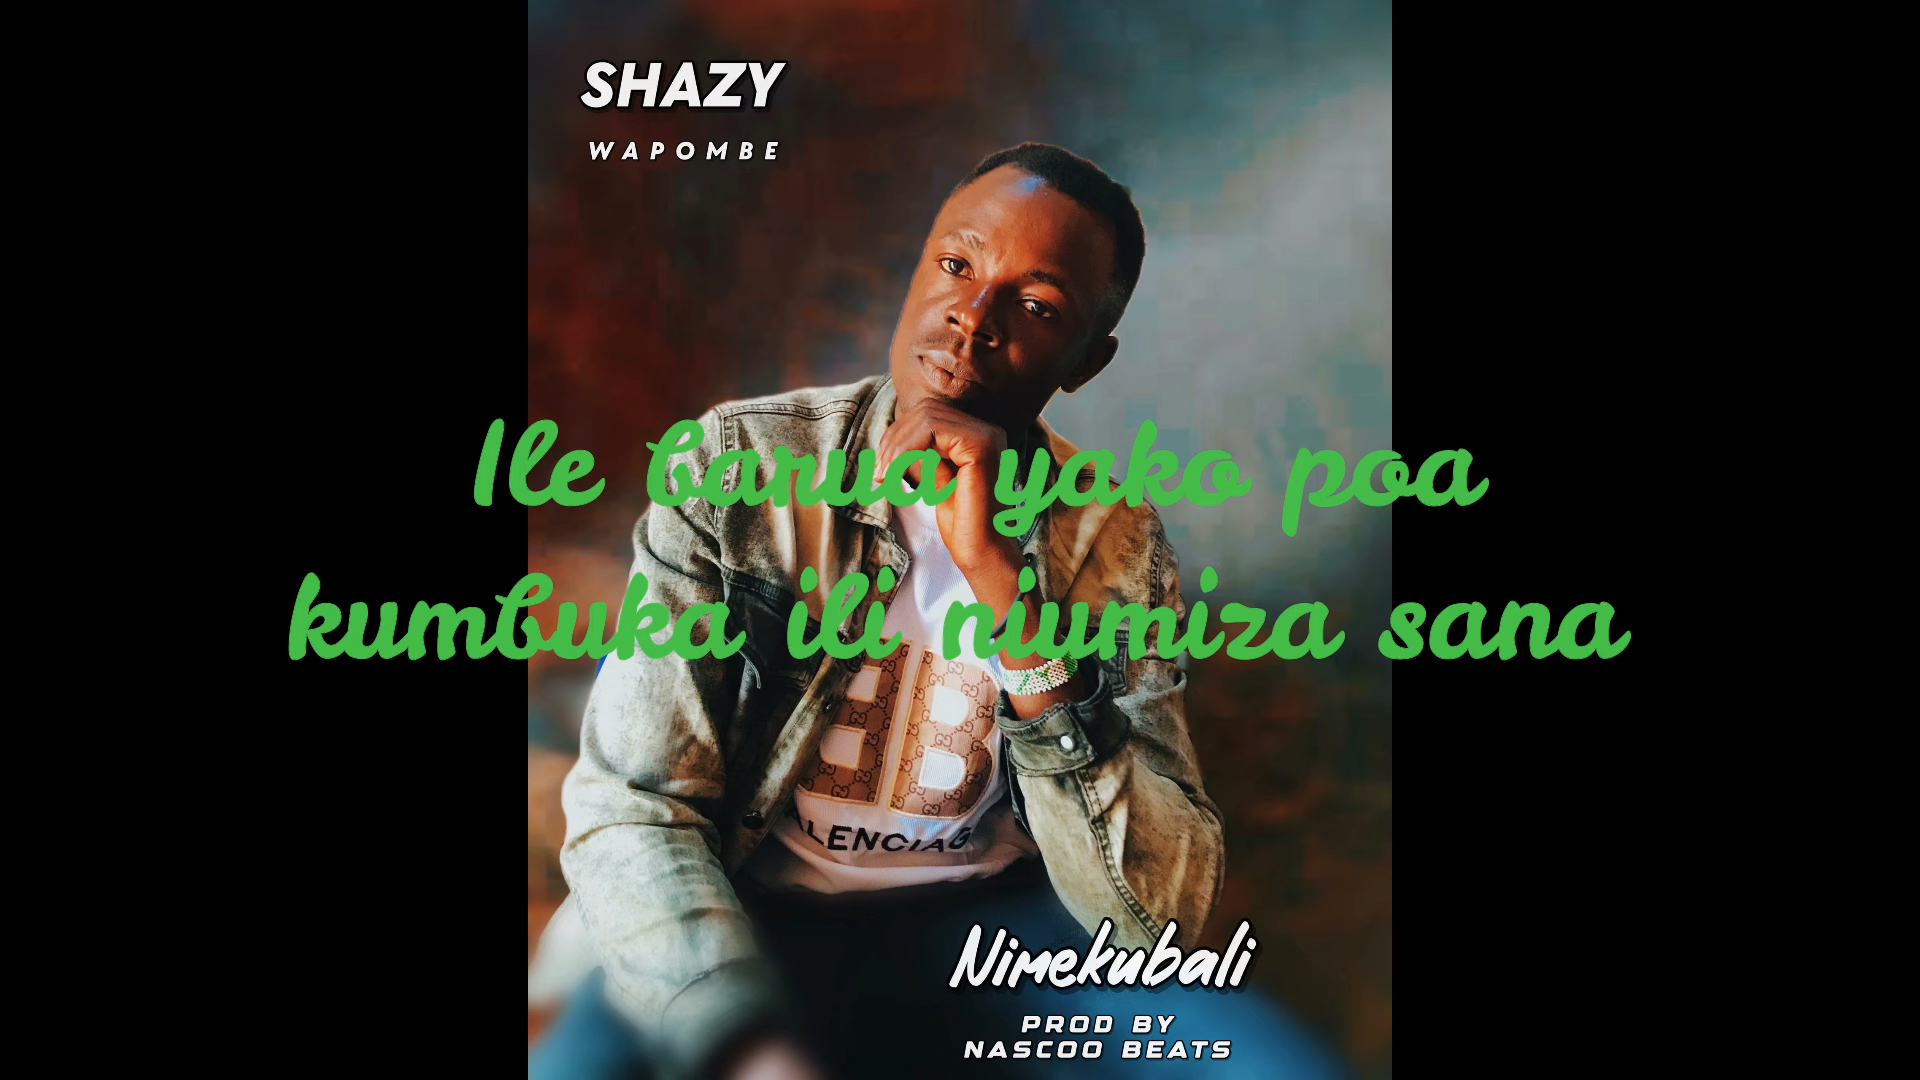 SHAZY
WAPOMBE
Ile barua yako poa
kumbuka ili niumiza sana
ALENCIAG
Nimekubali
PROD BY
NASCOO BEATS